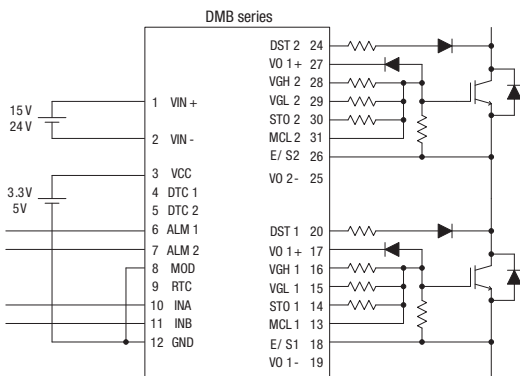 DMB series
15 V
24 V
3.3V
5V
1 VIN +
2 VIN -
3 VCC
4 DTC 1
5 DTC 2
6 ALM 1
7 ALM 2
8 MOD
9 RTC
10 INA
11 INB
12 GND
DST 2 24
VO 1+ 27
VGH 2 28
VGL 2 29
STO 2 30
MCL 2 31
E/ S2 26
VO 2- 25
DST 1 20
VO 1+ 17
VGH 1 16
VGL 1 15
STO 1 14
MCL 1 13
E/ S1 18
VO 1- 19